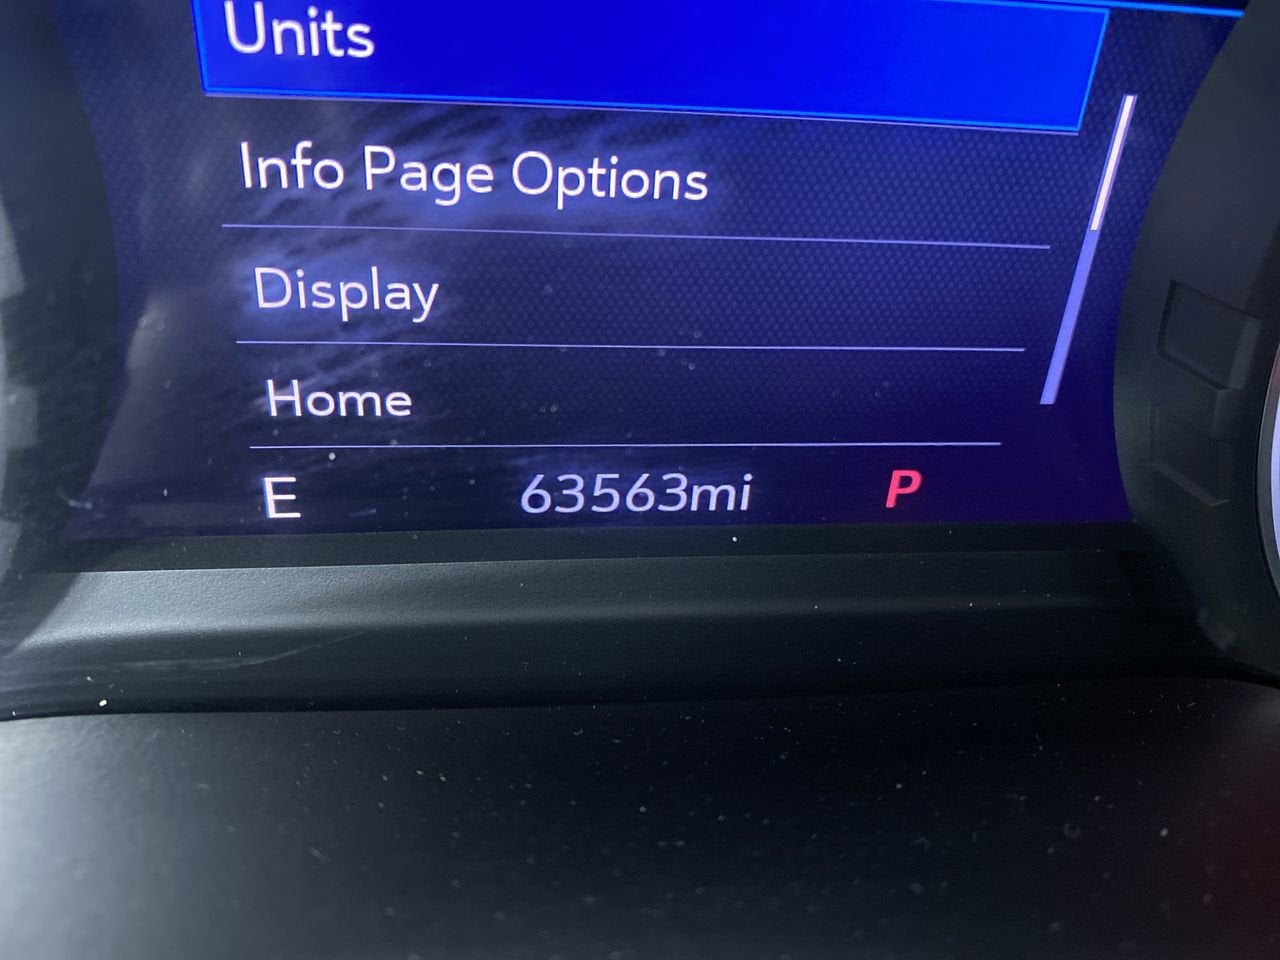 Units
Info Page Options
Display
Home
E 63563mi P